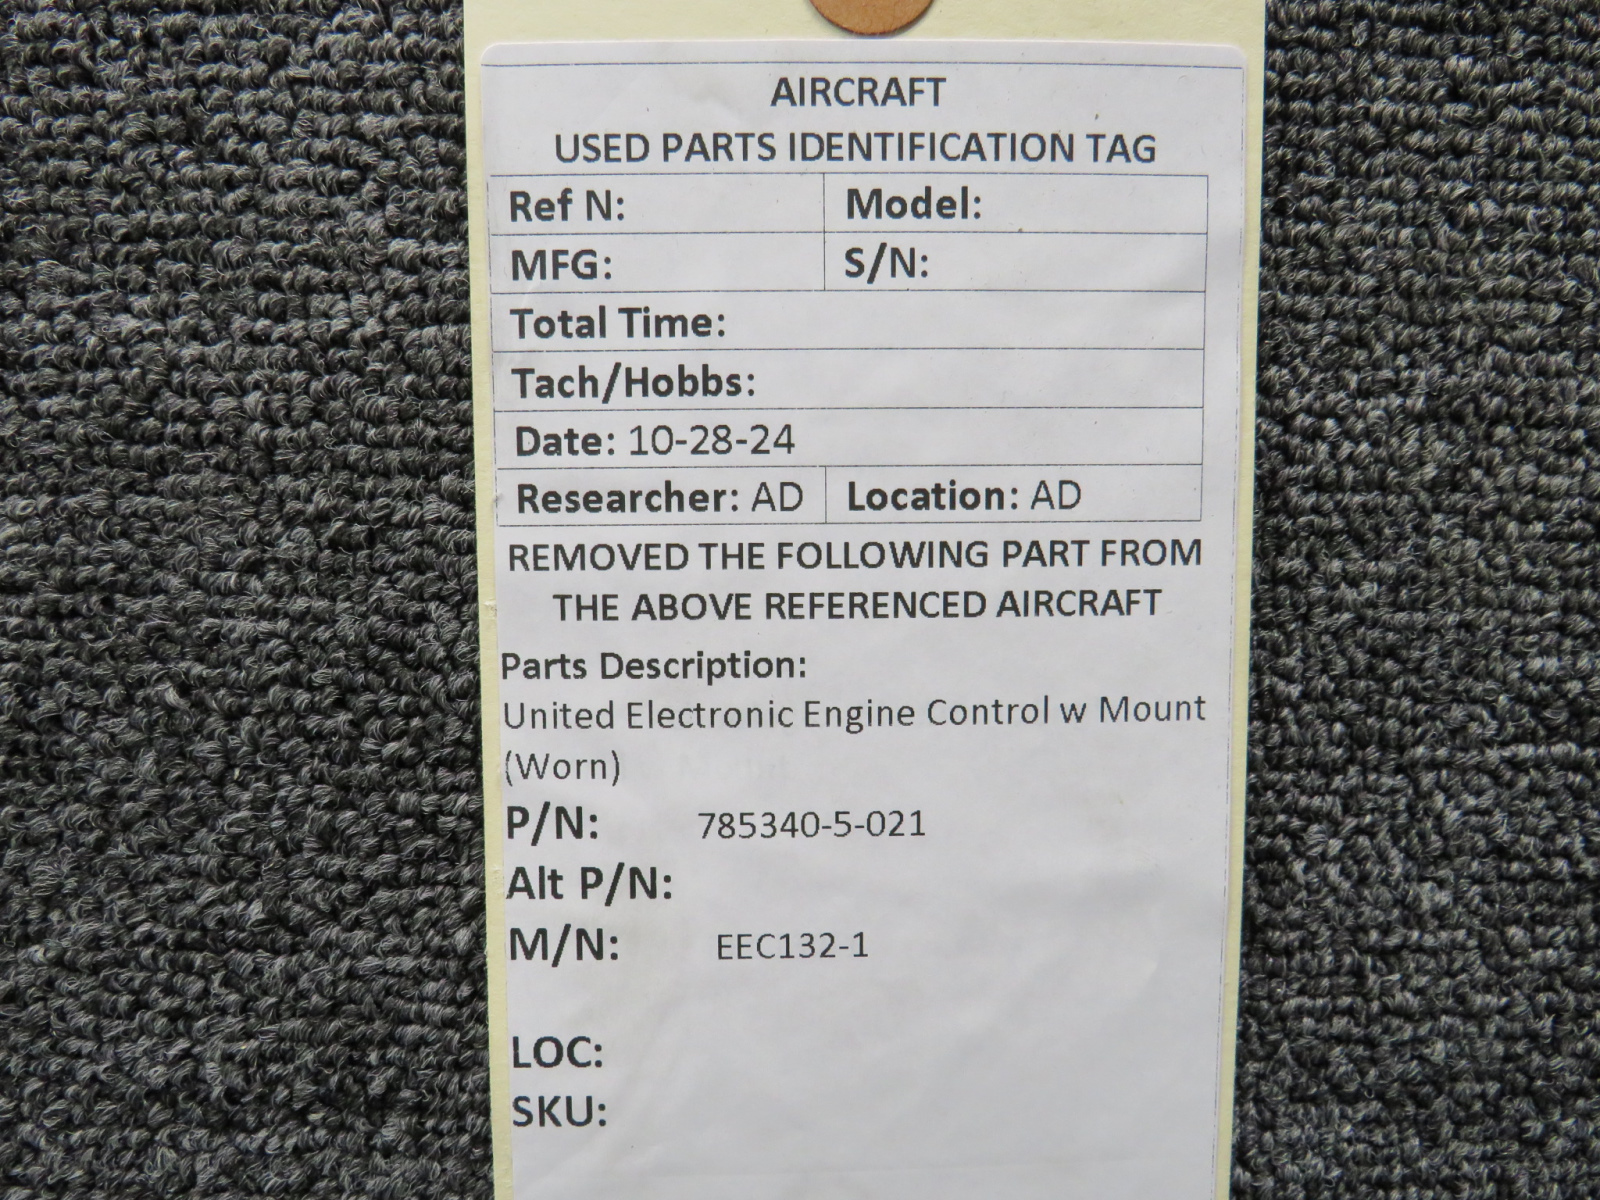 AIRCRAFT
USED PARTS IDENTIFICATION TAG
Ref N: Model:
MFG: S/N:
Total Time:
Tach/Hobbs:
Date: 10-28-24
Researcher: AD Location: AD
REMOVED THE FOLLOWING PART FROM
THE ABOVE REFERENCED AIRCRAFT
Parts Description:
United Electronic Engine Control w Mount
(Worn)
P/N: 785340-5-021
Alt P/N:
M/N: EEC132-1
LOC:
SKU: